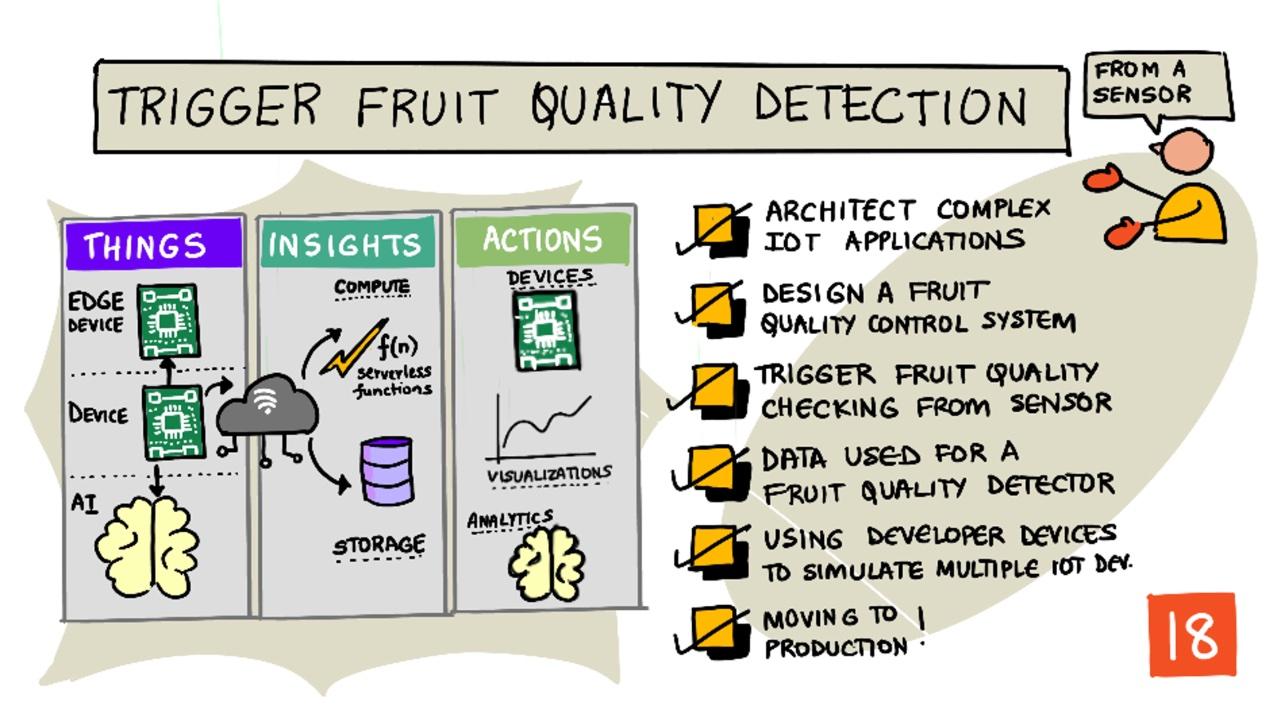 TRIGGER FRUIT QUALITY DETECTION
FROM A
SENSOR
THINGS
EDGE
DEVICE
DEVICE
AI
INSIGHTS
COMPUTE
f(n)
serverless
functions
STORAGE
ACTIONS
DEVICES
VISUALIZATIONS
ANALYTICS
ARCHITECT COMPLEX
IOT APPLICATIONS
DESIGN A FRUIT
QUALITY CONTROL SYSTEM
TRIGGER FRUIT QUALITY
CHECKING FROM SENSOR
DATA USED FOR A
FRUIT QUALITY DETECTOR
USING DEVELOPER DEVICES
TO SIMULATE MULTIPLE IOT DEV.
MOVING TO
PRODUCTION !
18